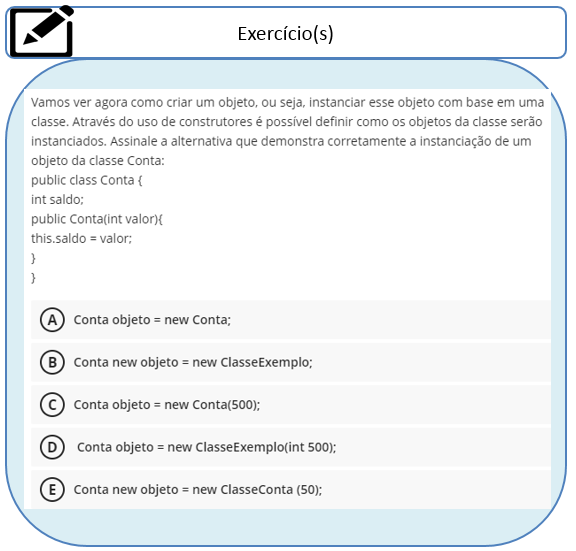 Exercício(s)
Vamos ver agora como criar um objeto, ou seja, instanciar esse objeto com base em uma
classe. Através do uso de construtores é possível definir como os objetos da classe serão
instanciados. Assinale a alternativa que demonstra corretamente a instanciação de um
objeto da classe Conta:
public class Conta {
int saldo;
public Conta(int valor){
this.saldo = valor;
}
}
A Conta objeto = new Conta;
B Conta new objeto = new ClasseExemplo;
C Conta objeto = new Conta(500);
D Conta objeto = new ClasseExemplo(int 500);
E Conta new objeto = new ClasseConta (50);